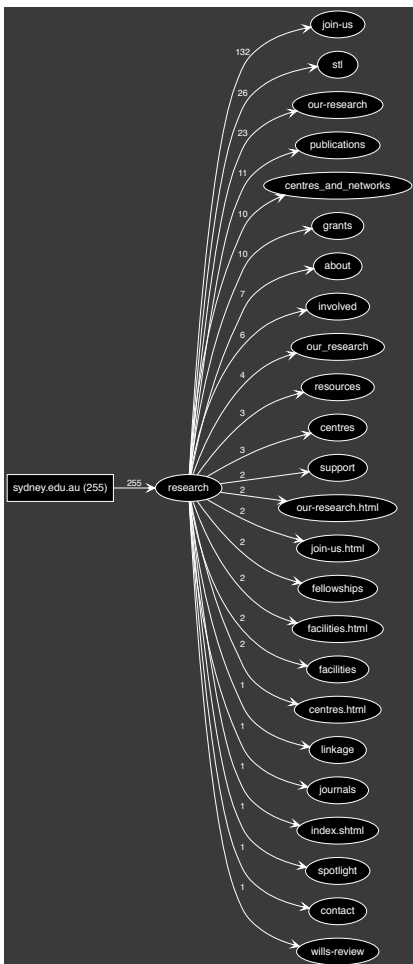 join-us
132
stl
26
our-research
23
publications
11
centres_and_networks
10
grants
10
about
7
involved
6
our_research
4
resources
3
centres
3
support
2
sydney.edu.au (255)
255
research
2
our-research.html
2
join-us.html
2
fellowships
2
facilities.html
2
facilities
2
centres.html
1
linkage
1
journals
1
index.shtml
1
spotlight
1
contact
1
wills-review